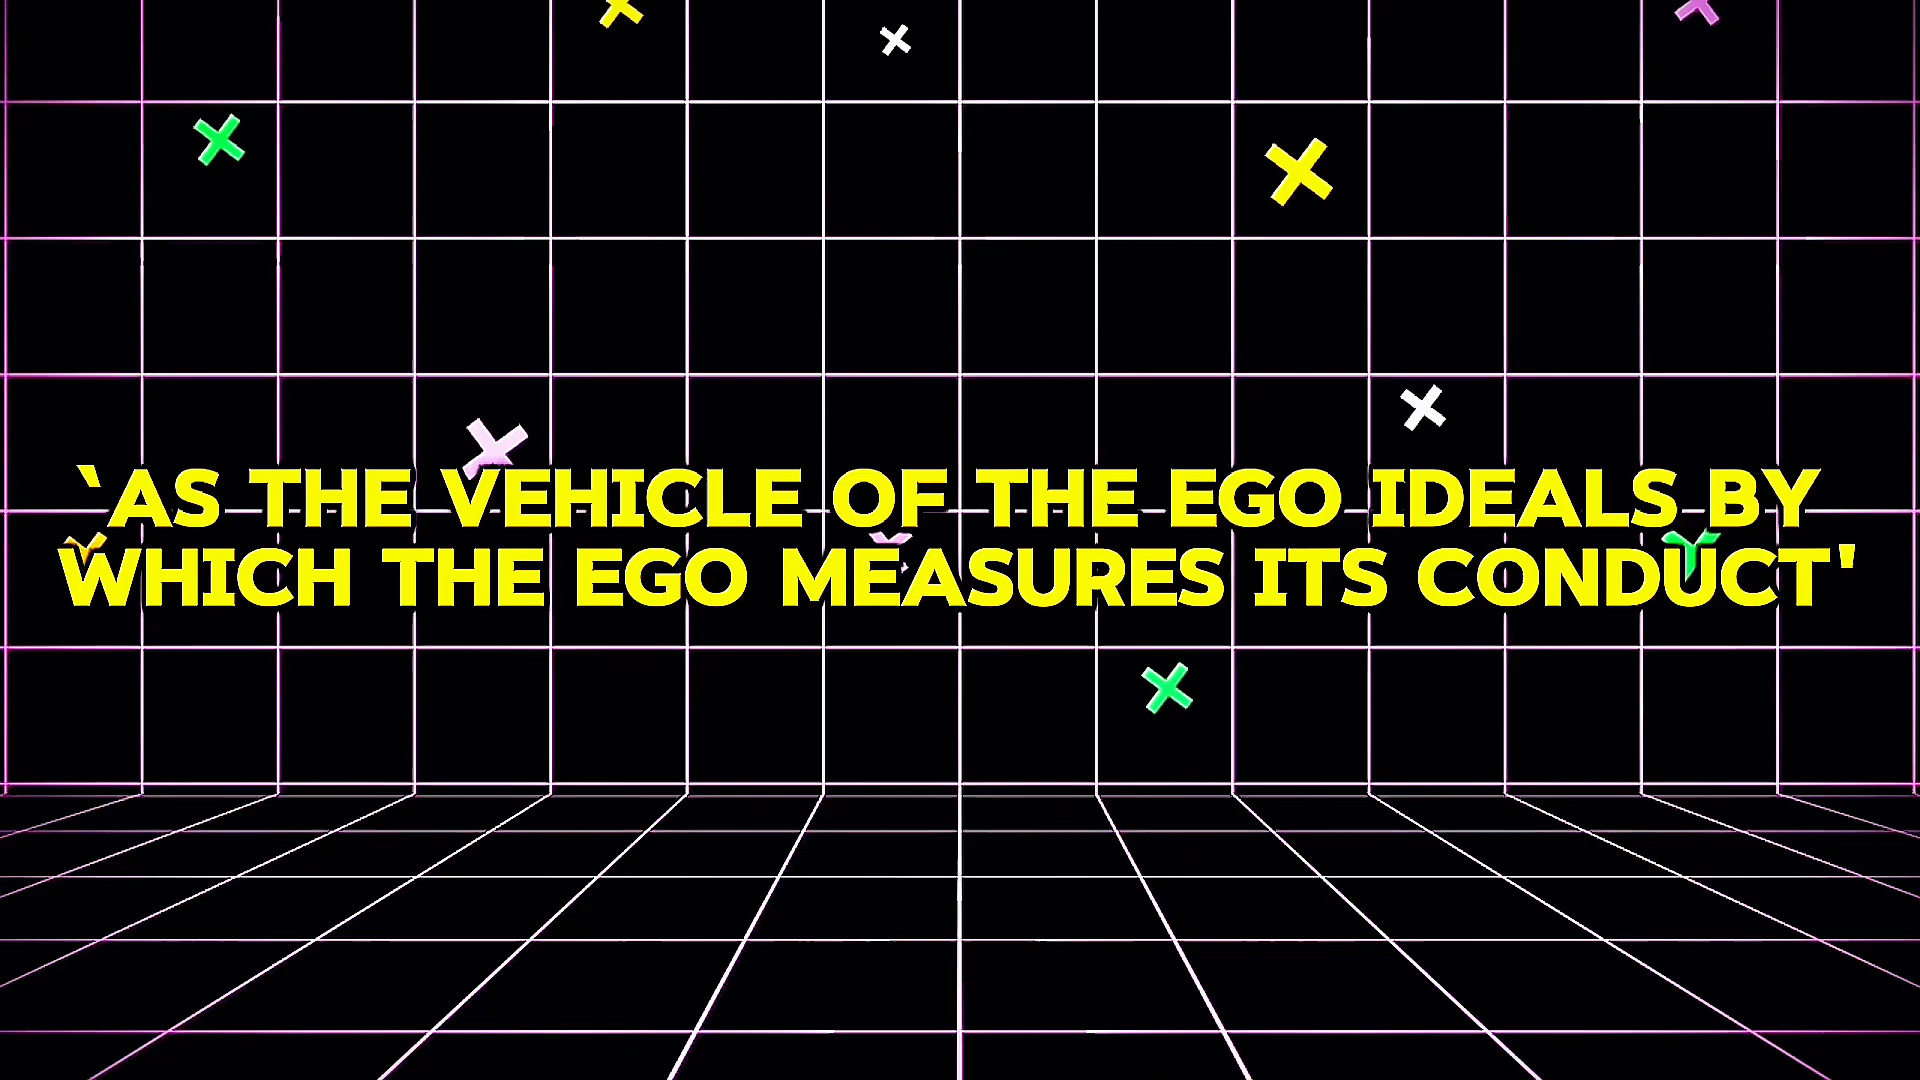 `AS THE VEHICLE OF THE EGO IDEALS BY
WHICH THE EGO MEASURES ITS CONDUCT'